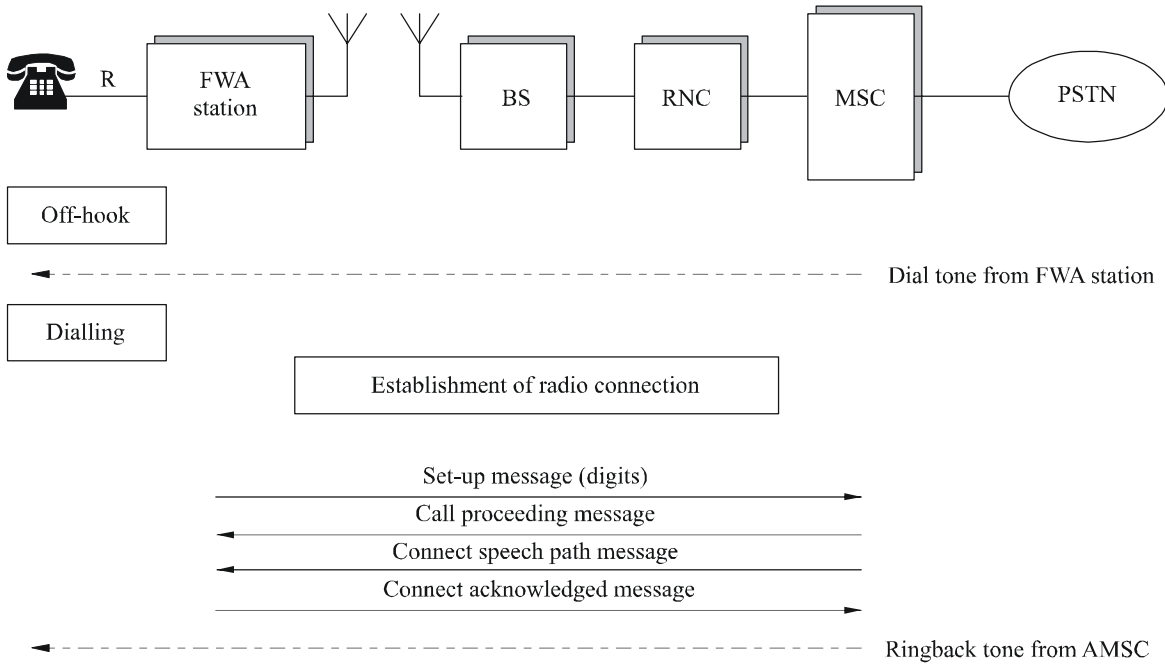 R
FWA
station
BS
RNC
MSC
PSTN
Off-hook
Dial tone from FWA station
Dialling
Establishment of radio connection
Set-up message (digits)
Call proceeding message
Connect speech path message
Connect acknowledged message
Ringback tone from AMSC